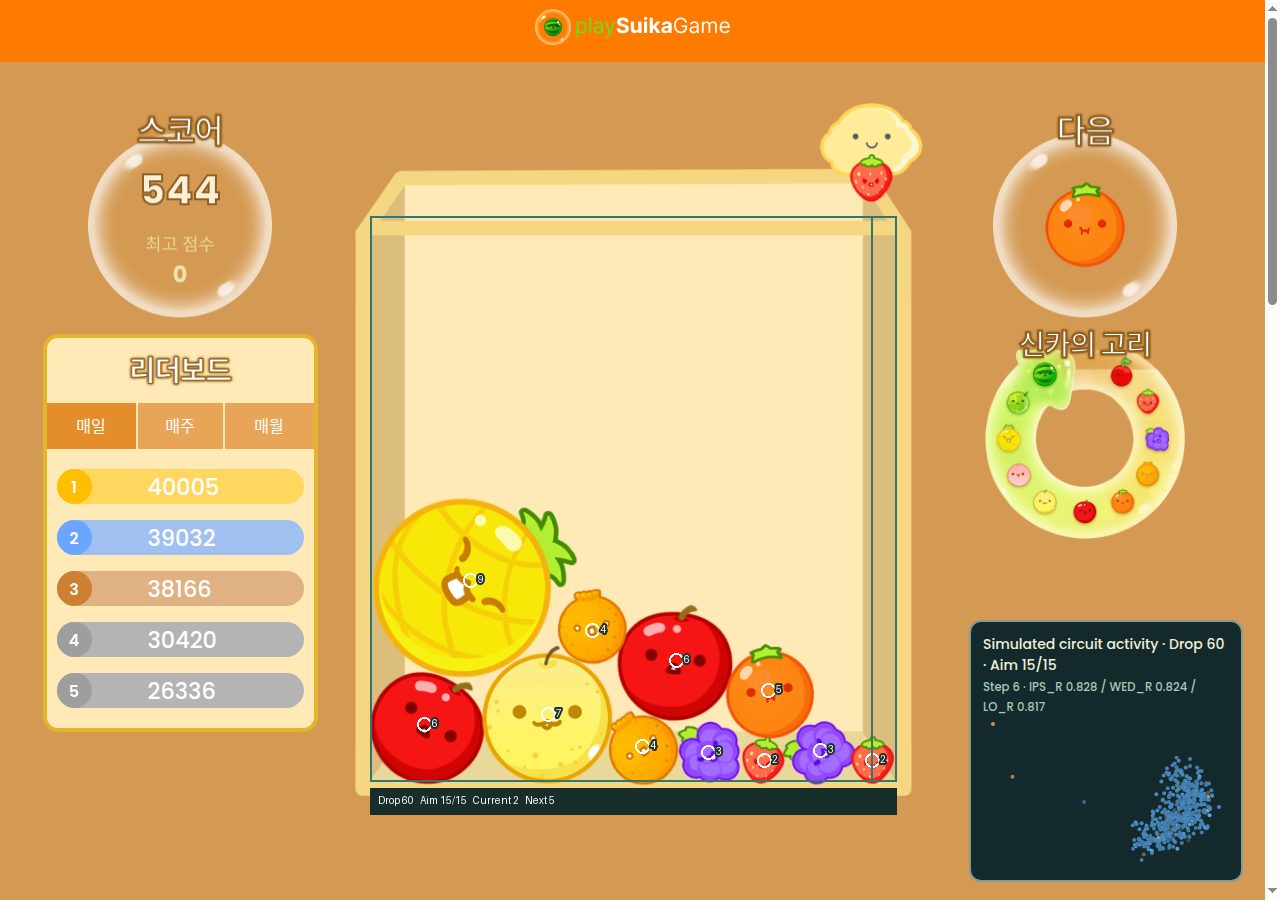 playSuikaGame
스코어
544
최고 점수
0
다음
신카의 고리
리더보드
매일 매주 매월
1 40005
2 39032
3 38166
4 30420
5 26336
9
4
6
5
6
7
4
3
2
3
2
Drop 60 Aim 15/15 Current 2 Next 5
Simulated circuit activity · Drop 60
· Aim 15/15
Step 6 · IPS_R 0.828 / WED_R 0.824 /
LO_R 0.817